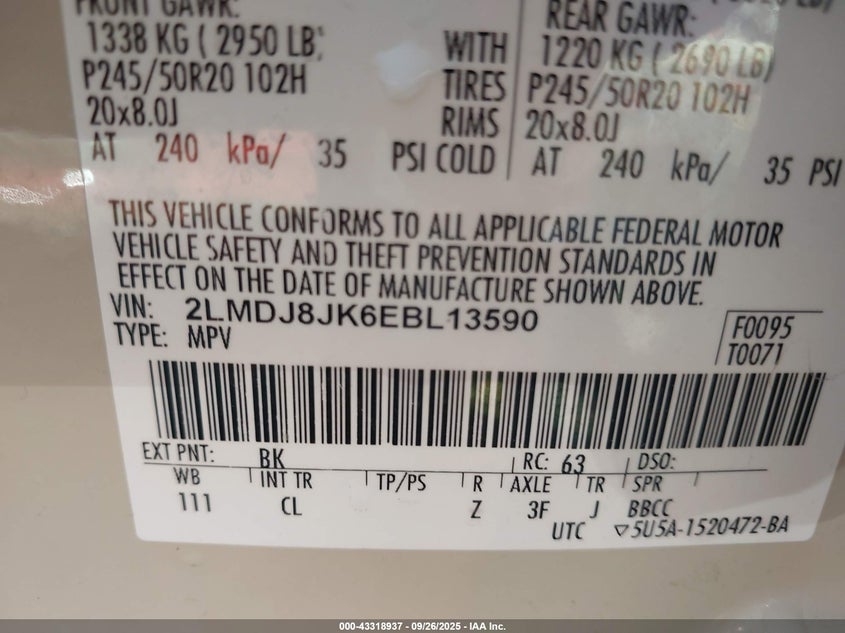 FRONT GAWR:
1338 KG ( 2950 LB)
P245/50R20 102H
20x8.0J
AT 240 kPa/ 35 PSI COLD
WITH
TIRES
RIMS
REAR GAWR:
1220 KG ( 2690 LB)
P245/50R20 102H
20x8.0J
AT 240 kPa/ 35 PSI
THIS VEHICLE CONFORMS TO ALL APPLICABLE FEDERAL MOTOR
VEHICLE SAFETY AND THEFT PREVENTION STANDARDS IN
EFFECT ON THE DATE OF MANUFACTURE SHOWN ABOVE.
VIN: 2LMDJ8JK6EBL13590
TYPE: MPV
F0095
T0071
EXT PNT: BK RC: 63 DSO:
WB INT TR TP/PS R AXLE TR SPR
111 CL Z 3F J BBCC
UTC ▽5U5A-1520472-BA
000-43318937 - 09/26/2025 - IAA Inc.